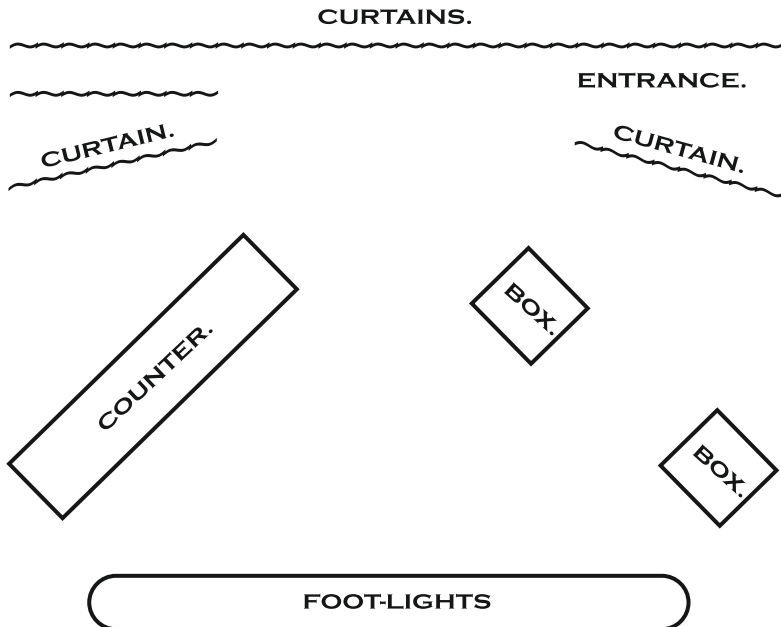 CURTAINS.
ENTRANCE.
CURTAIN.
CURTAIN.
BOX.
COUNTER.
BOX.
FOOT-LIGHTS